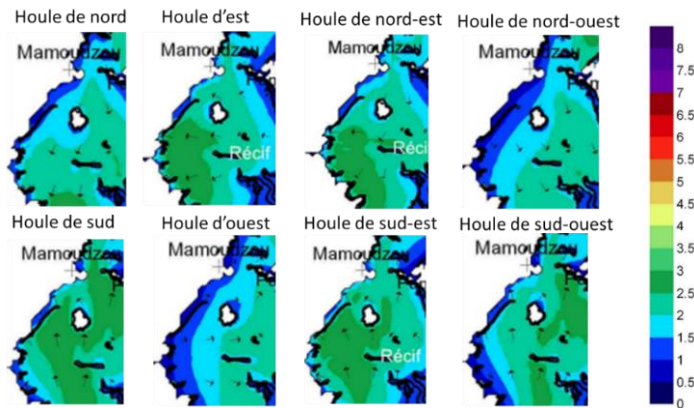 Houle de nord
Houle d’est
Houle de nord-est
Houle de nord-ouest
Mamoudzou
Mamoudzou
Mamoudzou
Mamoudzou
Récif
Houle de sud
Houle d’ouest
Houle de sud-est
Houle de sud-ouest
Mamoudzou
Mamoudzou
Mamoudzou
Mamoudzou
Récif
8
7.5
7
6.5
6
5.5
5
4.5
4
3.5
3
2.5
2
1.5
1
0.5
0